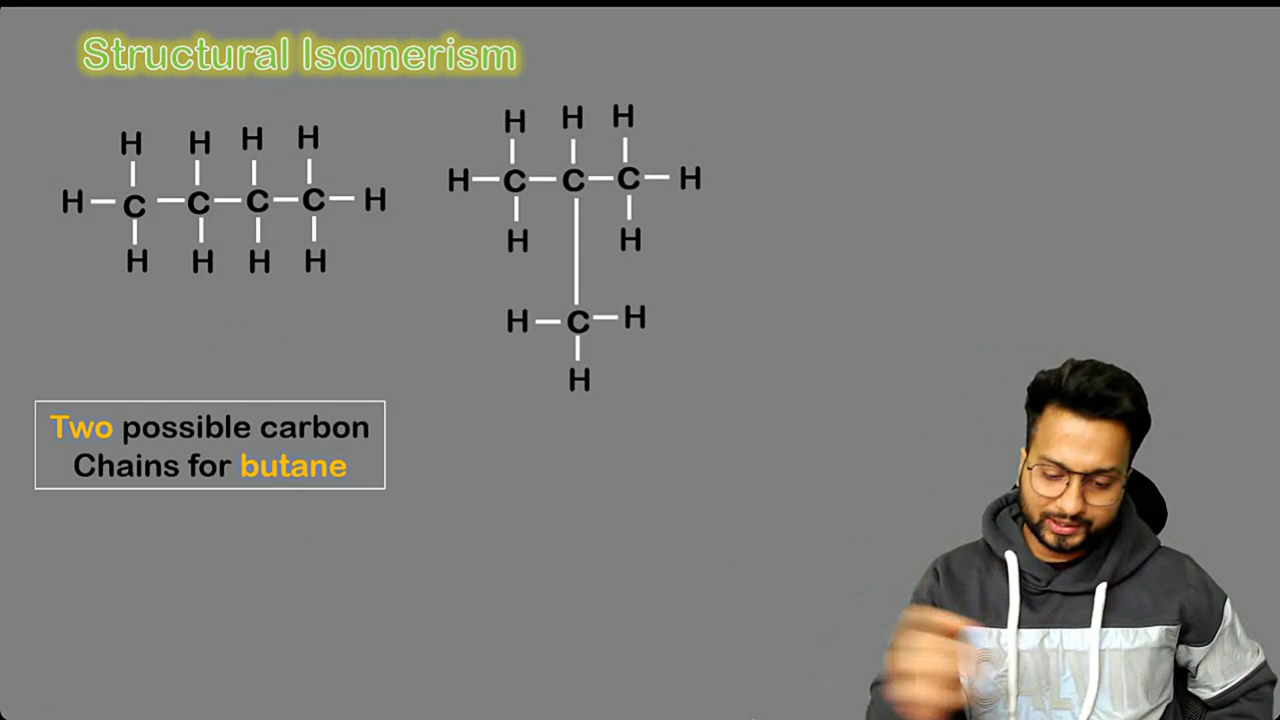 Structural Isomerism
H H H H
H C C C C H
H H H H
H H H
H C C C H
H H
H C H
H
Two possible carbon
Chains for butane